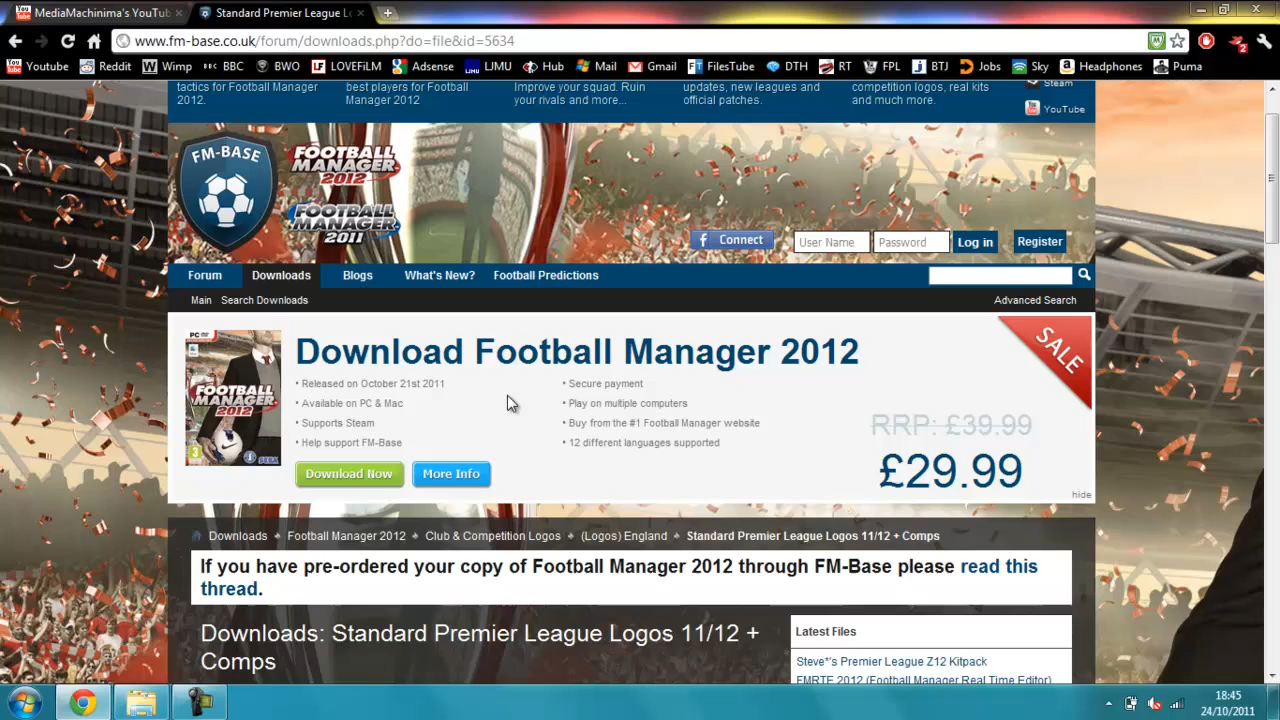 MediaMachinima's YouTub
Standard Premier League Lo
www.fm-base.co.uk/forum/downloads.php?do=file&id=5634
Youtube Reddit Wimp BBC BWO LOVEFiLM Adsense LJMU Hub Mail Gmail FilesTube DTH RT FPL BTJ Jobs Sky Headphones Puma
tactics for Football Manager 2012.
best players for Football Manager 2012
Improve your squad. Ruin your rivals and more...
updates, new leagues and official patches.
competition logos, real kits and much more.
Steam
YouTube
FM-BASE
FOOTBALL MANAGER 2012
FOOTBALL MANAGER 2011
f Connect
User Name
Password
Log in
Register
Forum Downloads Blogs What's New? Football Predictions
Main Search Downloads
Advanced Search
PC DVD
FOOTBALL MANAGER 2012
3
SEGA
Download Football Manager 2012
• Released on October 21st 2011
• Available on PC & Mac
• Supports Steam
• Help support FM-Base
• Secure payment
• Play on multiple computers
• Buy from the #1 Football Manager website
• 12 different languages supported
Download Now
More Info
SALE
RRP: £39.99
£29.99
hide
Downloads Football Manager 2012 Club & Competition Logos (Logos) England Standard Premier League Logos 11/12 + Comps
If you have pre-ordered your copy of Football Manager 2012 through FM-Base please read this
thread.
Downloads: Standard Premier League Logos 11/12 +
Comps
Latest Files
Steve*'s Premier League Z12 Kitpack
FMRTE 2012 (Football Manager Real Time Editor)
18:45
24/10/2011